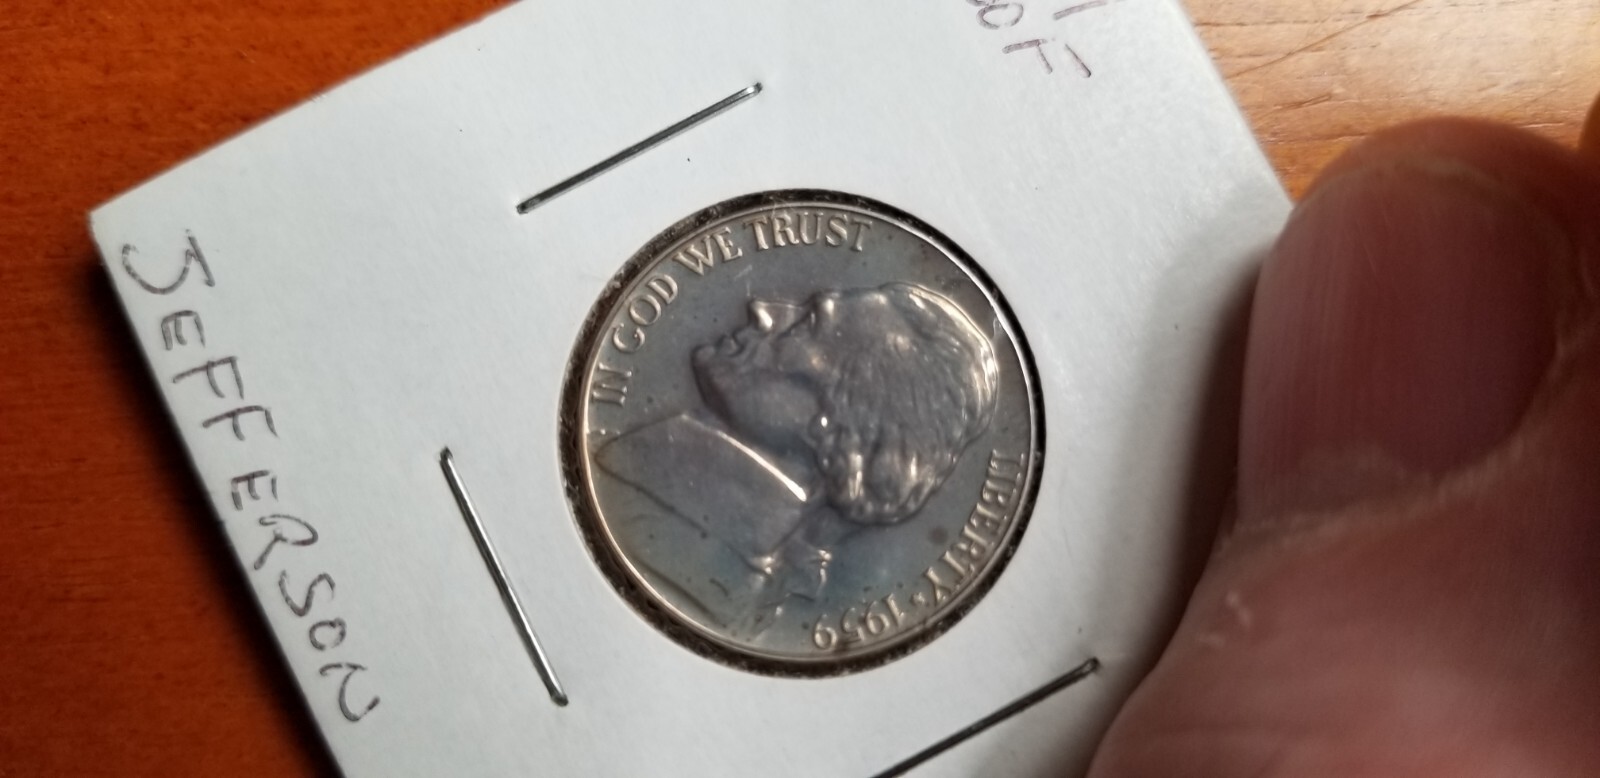 JEFFERSON
IN GOD WE TRUST
LIBERTY ★ 1959